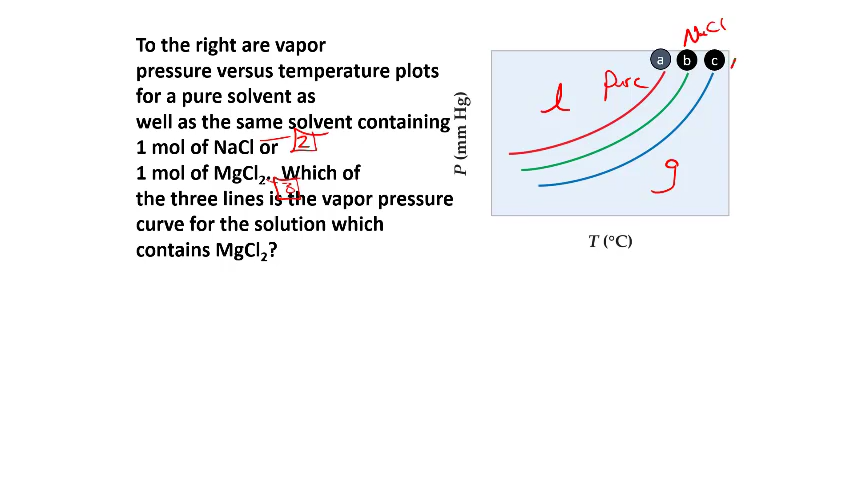 To the right are vapor
pressure versus temperature plots
for a pure solvent as
well as the same solvent containing
1 mol of NaCl or
2
1 mol of MgCl₂. Which of
the three lines is the vapor pressure
curve for the solution which
contains MgCl₂?
NaCl
a
b
c
Pure
l
g
P (mm Hg)
T (°C)